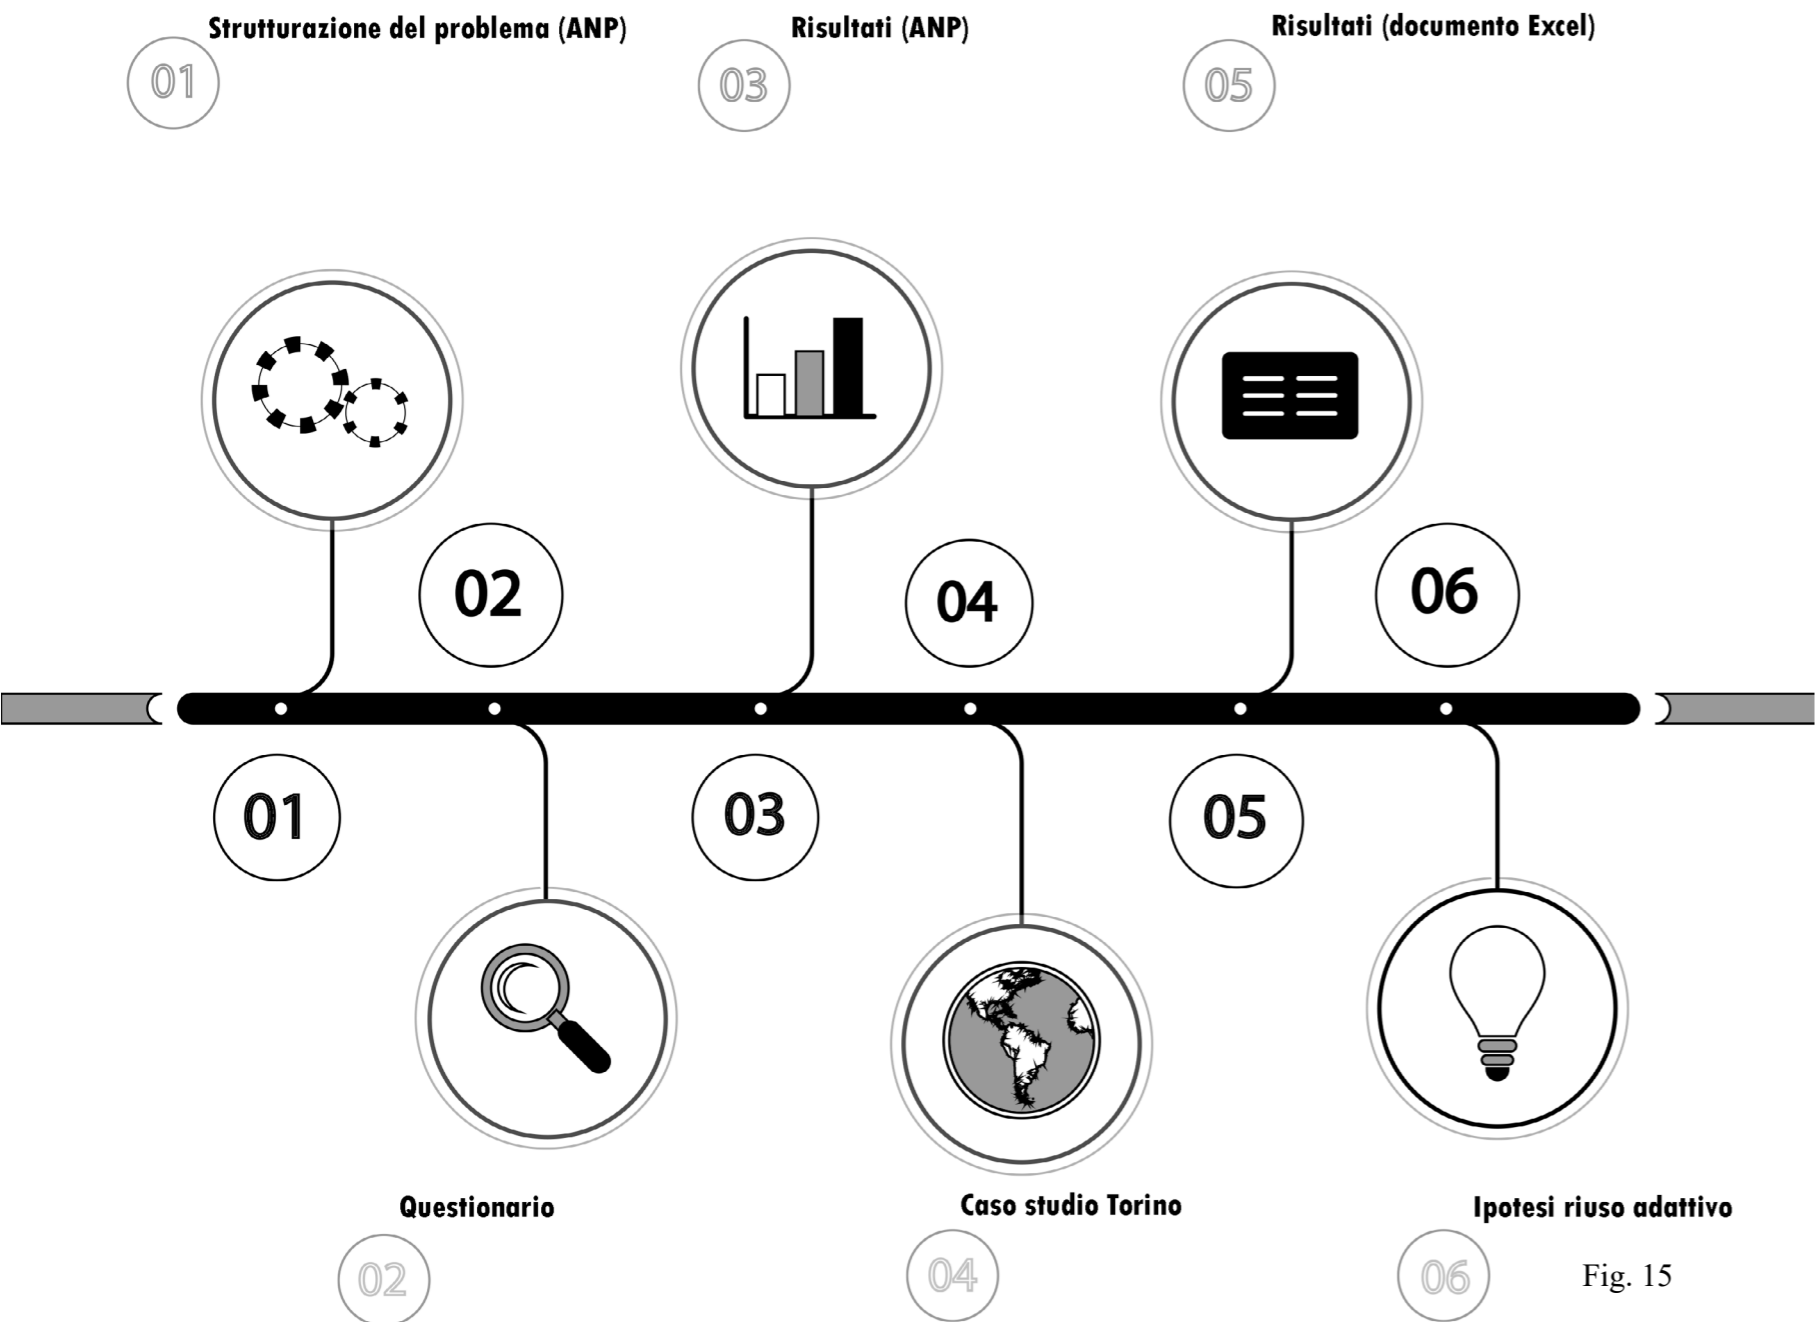 Strutturazione del problema (ANP)
01
Risultati (ANP)
03
Risultati (documento Excel)
05
02
04
06
01
03
05
Questionario
02
Caso studio Torino
04
Ipotesi riuso adattivo
06
Fig. 15